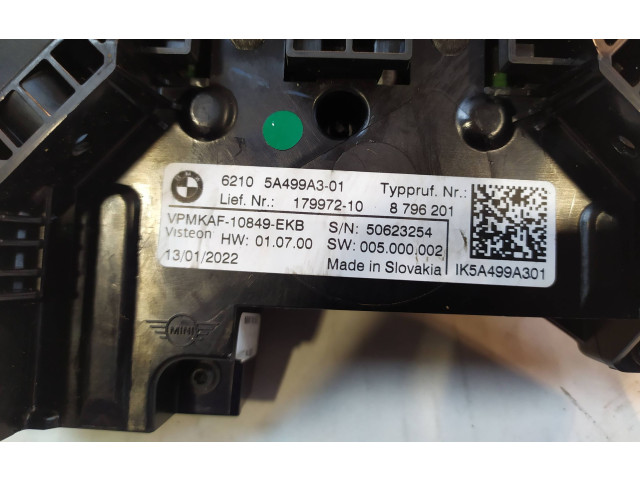 6210 5A499A3-01 Typpruf. Nr.:
Lief. Nr.: 179972-10 8 796 201
VPMKAF-10849-EKB S/N: 50623254
Visteon HW: 01.07.00 SW: 005.000.002
13/01/2022 Made in Slovakia IK5A499A301
MINI